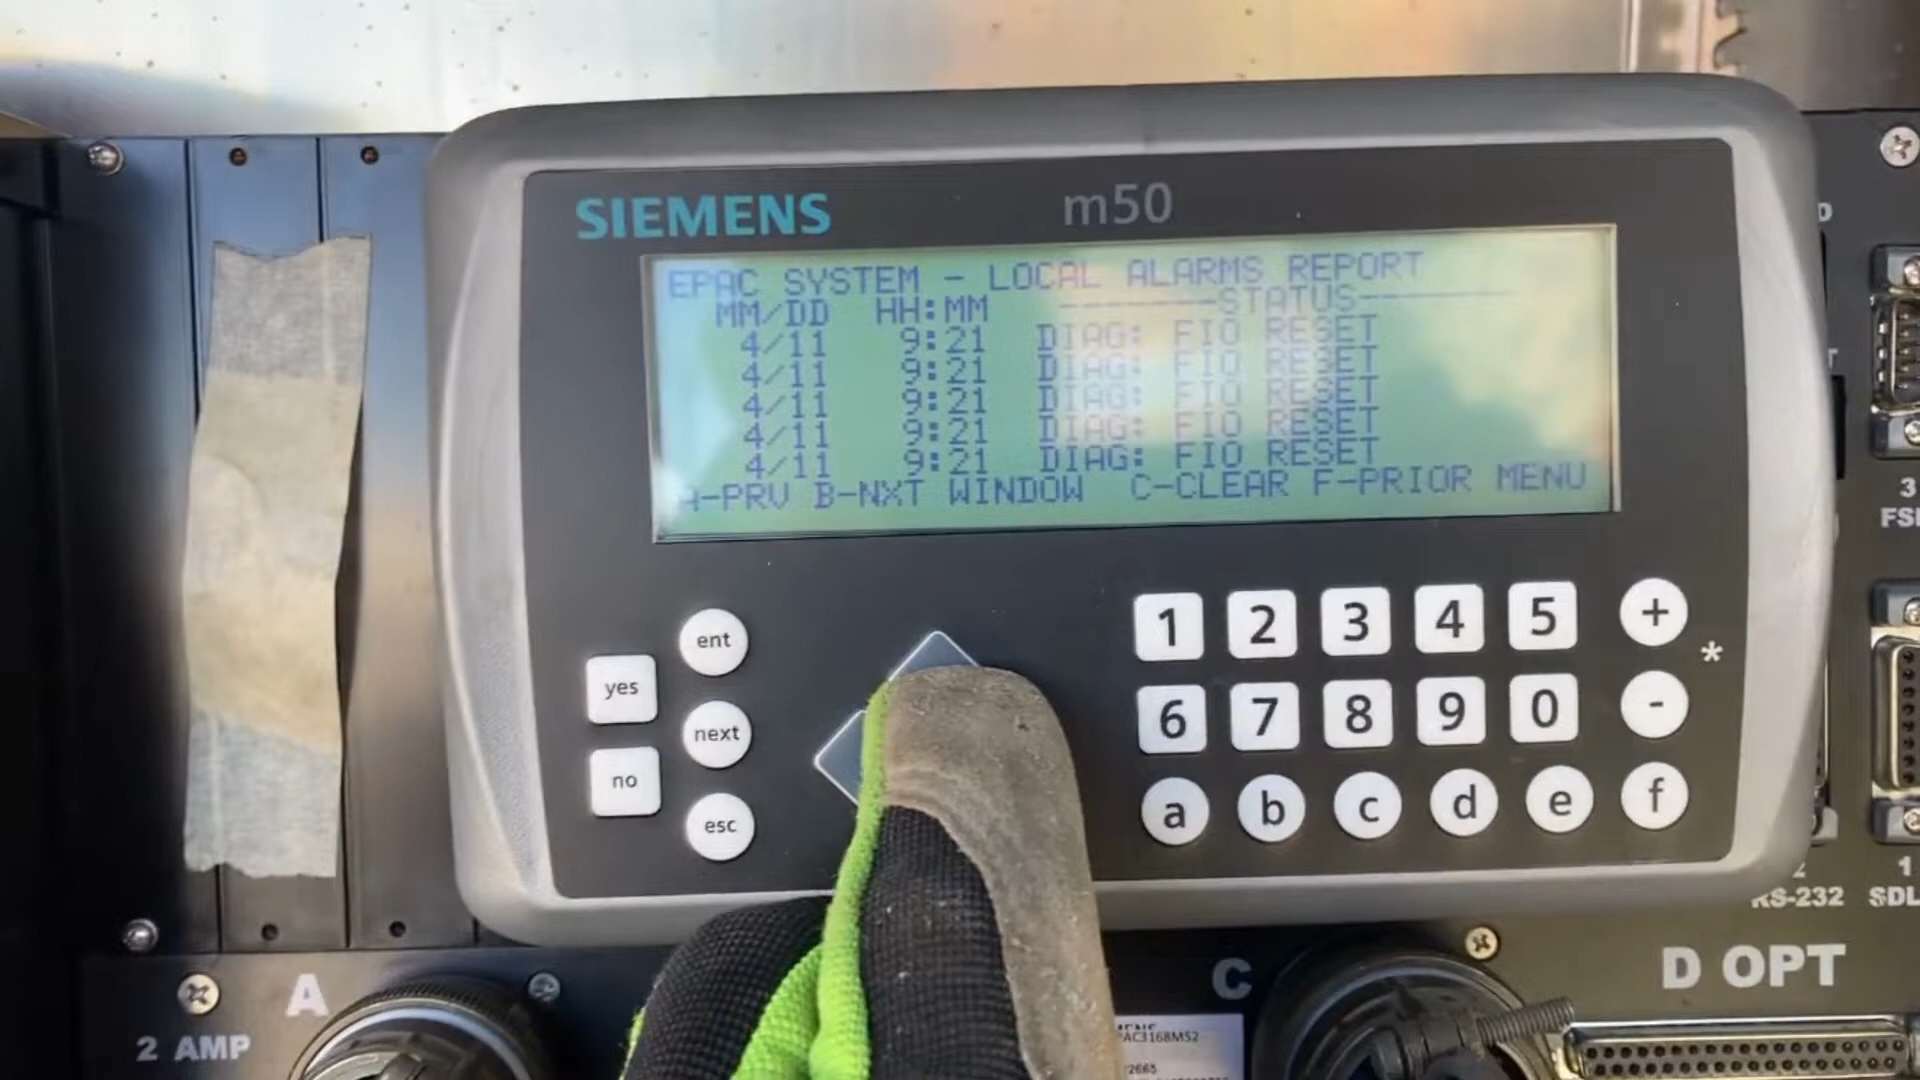 SIEMENS m50
EPAC SYSTEM - LOCAL ALARMS REPORT
MM/DD HH:MM -------STATUS-------
4/11 9:21 DIAG: FIO RESET
4/11 9:21 DIAG: FIO RESET
4/11 9:21 DIAG: FIO RESET
4/11 9:21 DIAG: FIO RESET
4/11 9:21 DIAG: FIO RESET
A-PRV B-NXT WINDOW C-CLEAR F-PRIOR MENU
ent
yes
next
no
esc
1 2 3 4 5 +
*
6 7 8 9 0 -
a b c d e f
3
2
RS-232
1
A
2 AMP
C
D OPT
2665